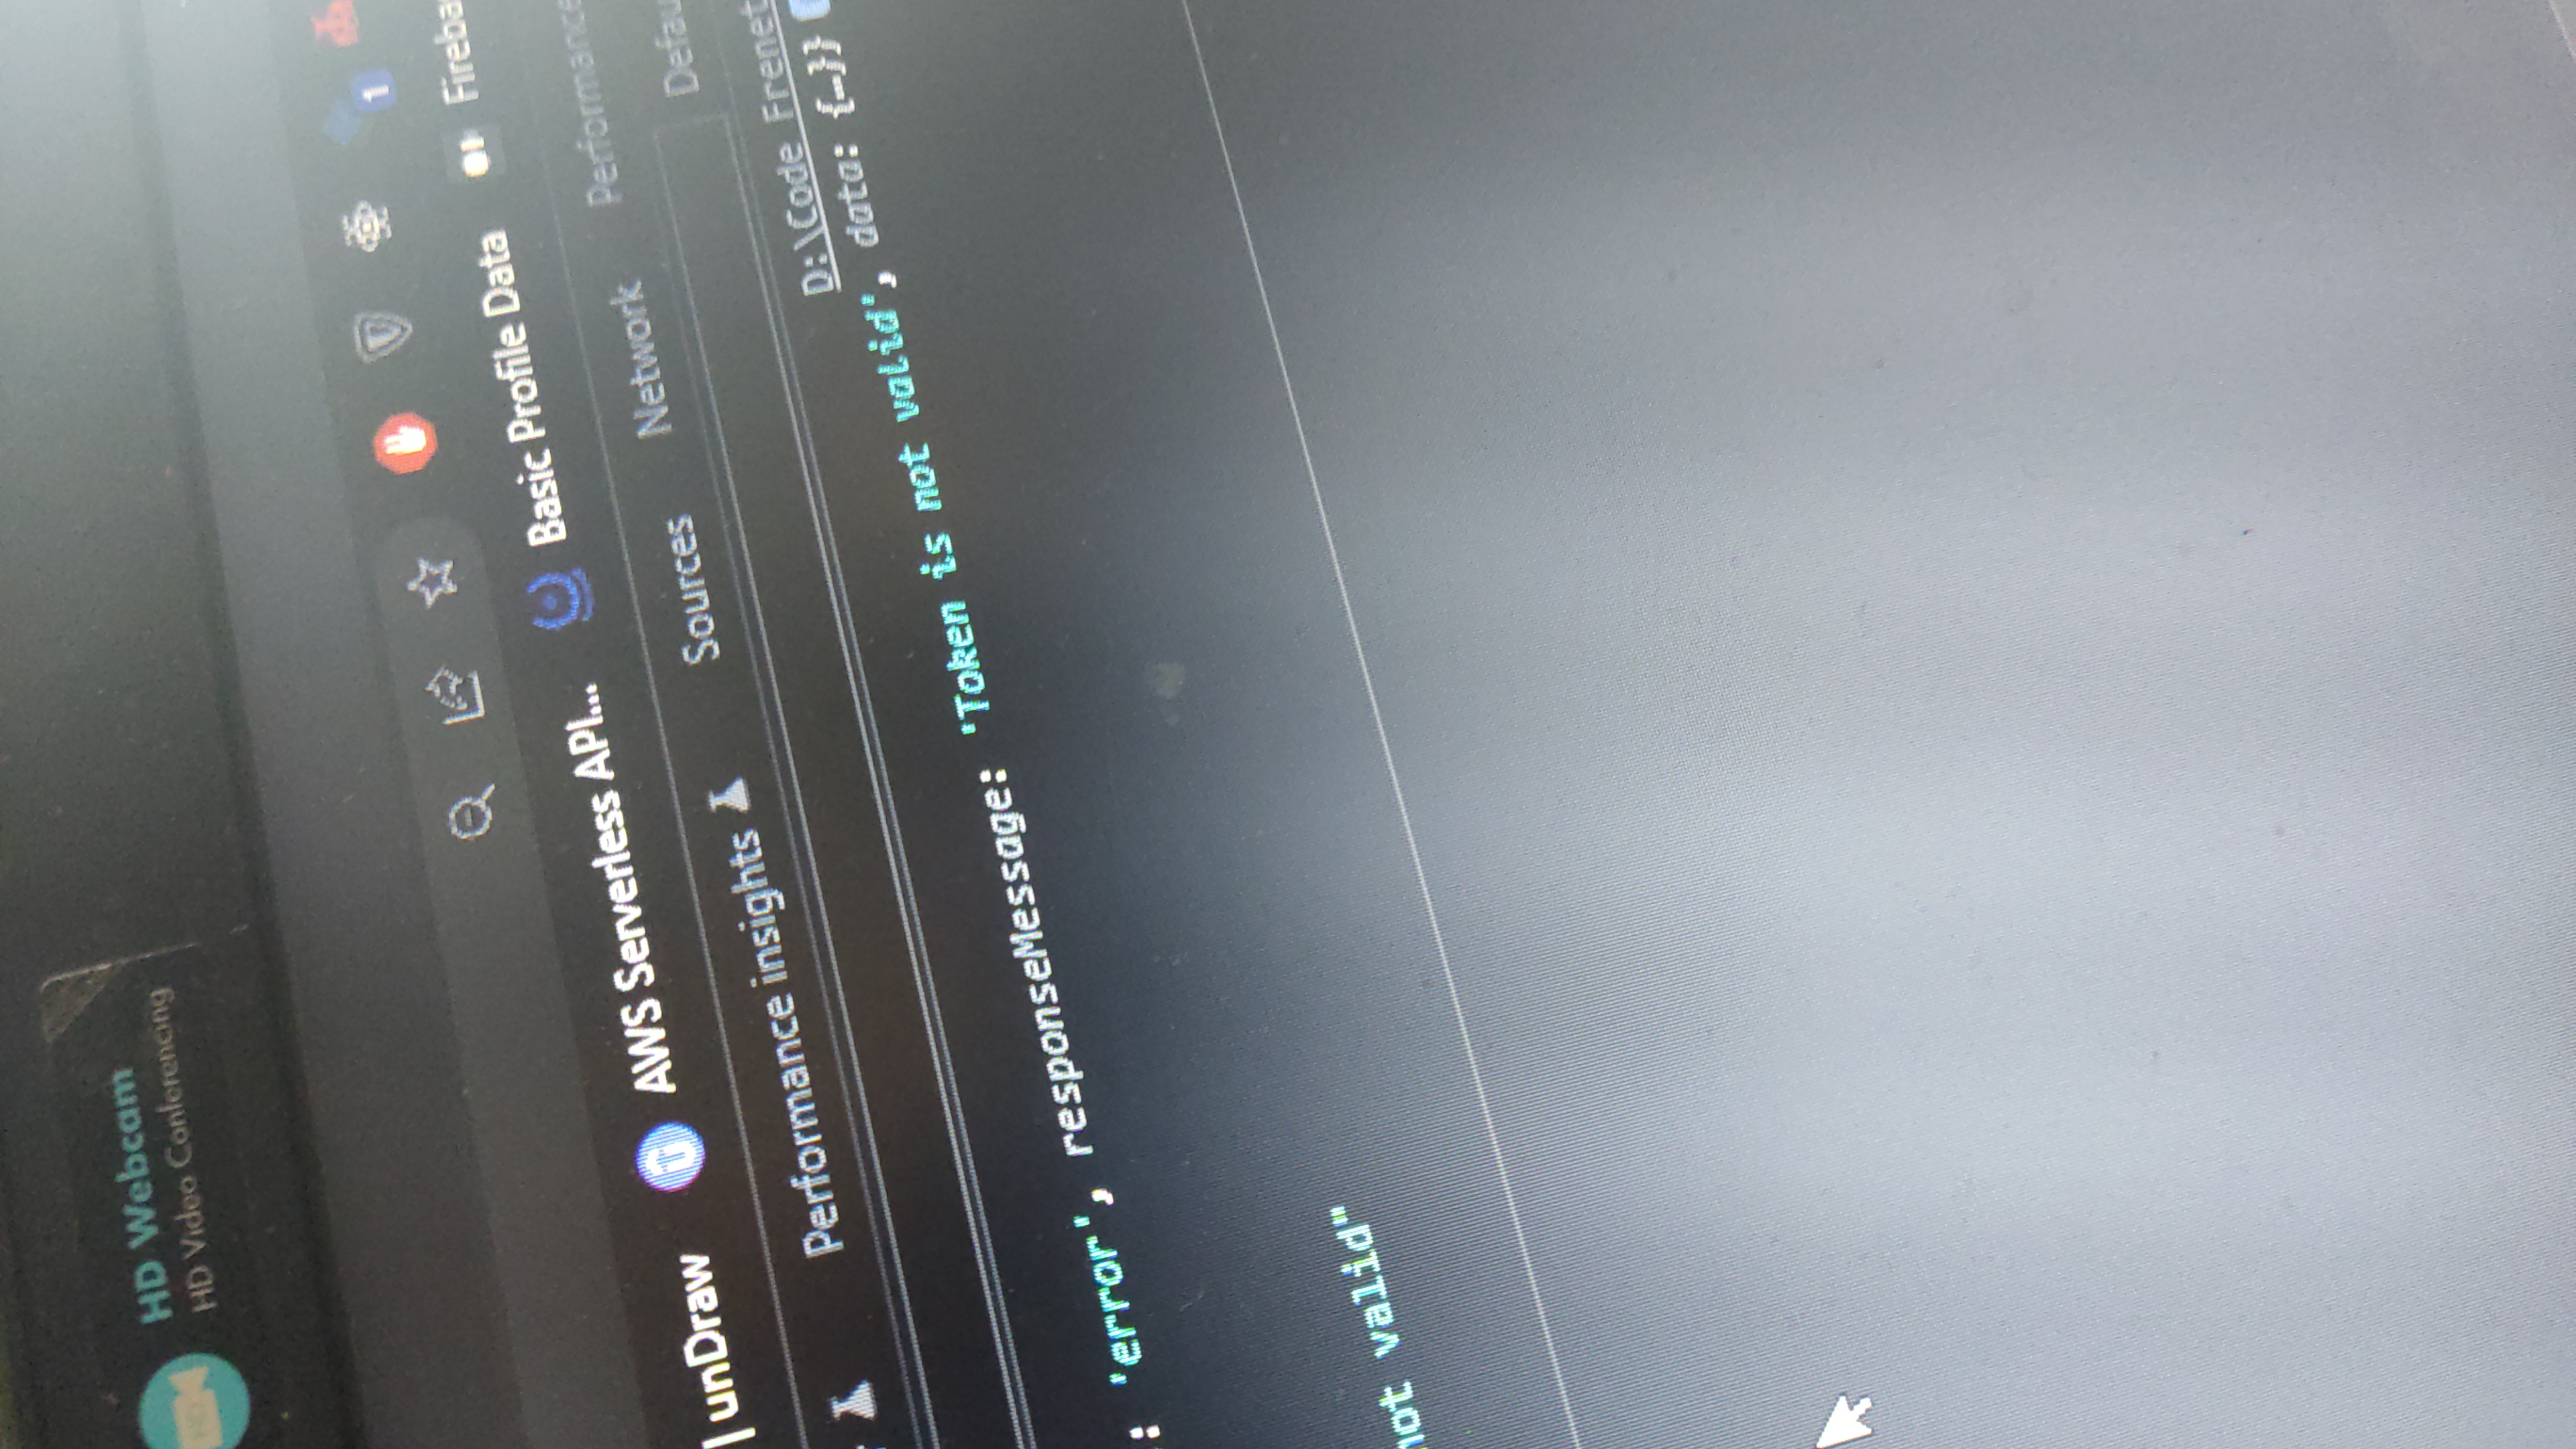 HD Webcam
HD Video Conferencing
1
| unDraw AWS Serverless API... Basic Profile Data Fireba
Performance insights Sources Network Performance
Defau
D:\Code Frenet
: 'error', responseMessage: 'Token is not valid', data: {…}}
not valid"